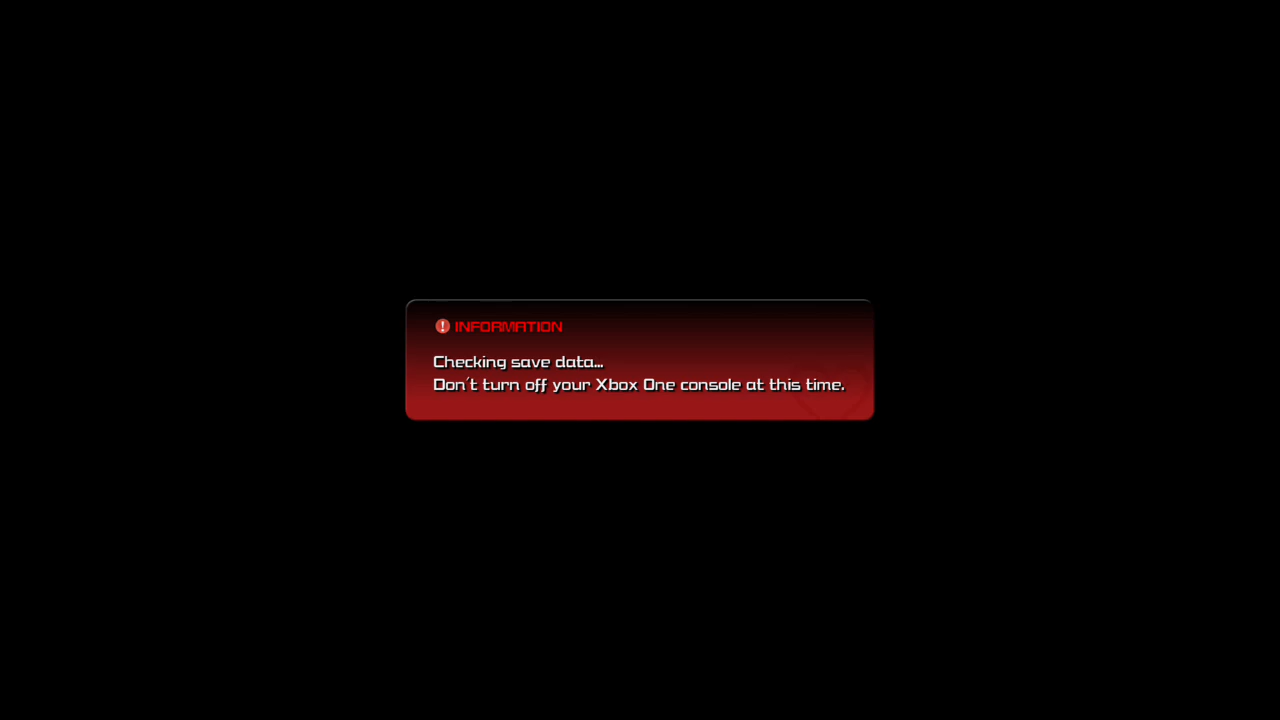 INFORMATION
Checking save data...
Don't turn off your Xbox One console at this time.